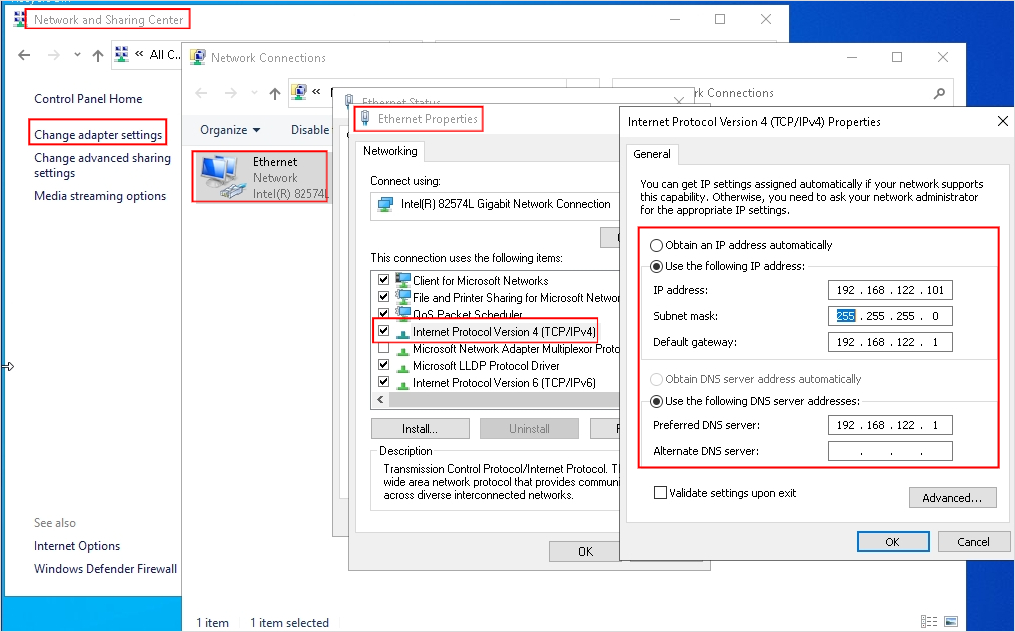 Network and Sharing Center
« All C...
Control Panel Home
Change adapter settings
Change advanced sharing
settings
Media streaming options
See also
Internet Options
Windows Defender Firewall
Network Connections
«
Connections
Organize
Disable
Ethernet
Network
Intel(R) 82574L
1 item
1 item selected
Ethernet Status
Ethernet Properties
Networking
Connect using:
Intel(R) 82574L Gigabit Network Connection
This connection uses the following items:
Client for Microsoft Networks
File and Printer Sharing for Microsoft Networ
QoS Packet Scheduler
Internet Protocol Version 4 (TCP/IPv4)
Microsoft Network Adapter Multiplexor Proto
Microsoft LLDP Protocol Driver
Internet Protocol Version 6 (TCP/IPv6)
Install...
Uninstall
Description
Transmission Control Protocol/Internet Protocol. T
wide area network protocol that provides commun
across diverse interconnected networks.
OK
Internet Protocol Version 4 (TCP/IPv4) Properties
General
You can get IP settings assigned automatically if your network supports
this capability. Otherwise, you need to ask your network administrator
for the appropriate IP settings.
Obtain an IP address automatically
Use the following IP address:
IP address: 192 . 168 . 122 . 101
Subnet mask: 255 . 255 . 255 . 0
Default gateway: 192 . 168 . 122 . 1
Obtain DNS server address automatically
Use the following DNS server addresses:
Preferred DNS server: 192 . 168 . 122 . 1
Alternate DNS server: . . .
Validate settings upon exit
Advanced...
OK
Cancel